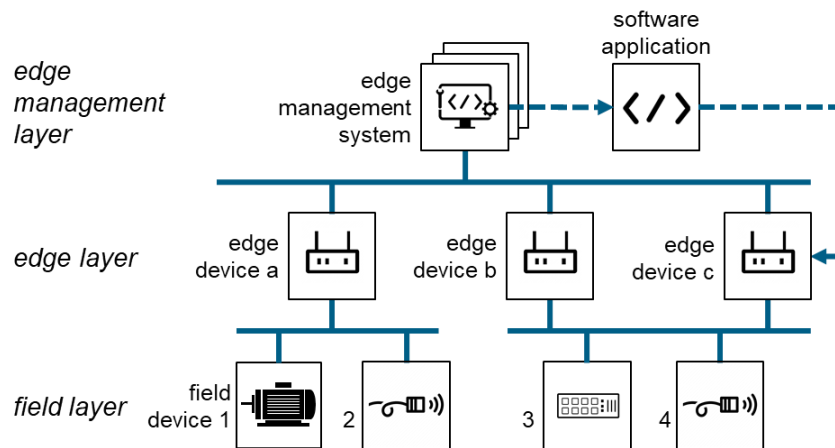 software
application
edge
management
layer
edge
management
system
</>
</>
edge layer
edge
device a
edge
device b
edge
device c
field layer
field
device 1
2
3
4